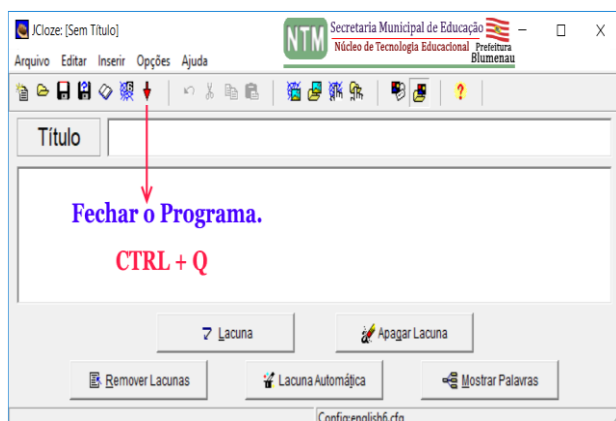 JCloze: [Sem Título]
NTM
Secretaria Municipal de Educação
Núcleo de Tecnologia Educacional
Prefeitura
Blumenau
Arquivo Editar Inserir Opções Ajuda
Título
Fechar o Programa.
CTRL + Q
Lacuna
Apagar Lacuna
Remover Lacunas
Lacuna Automática
Mostrar Palavras
Config:english6.cfg